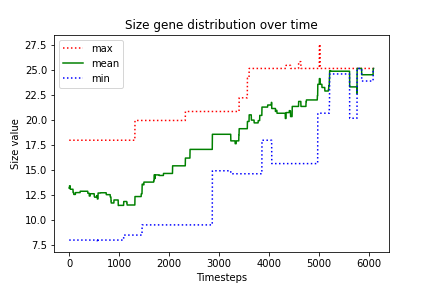 Size gene distribution over time
max
mean
min
27.5
25.0
22.5
20.0
17.5
15.0
12.5
10.0
7.5
Size value
0 1000 2000 3000 4000 5000 6000
Timesteps